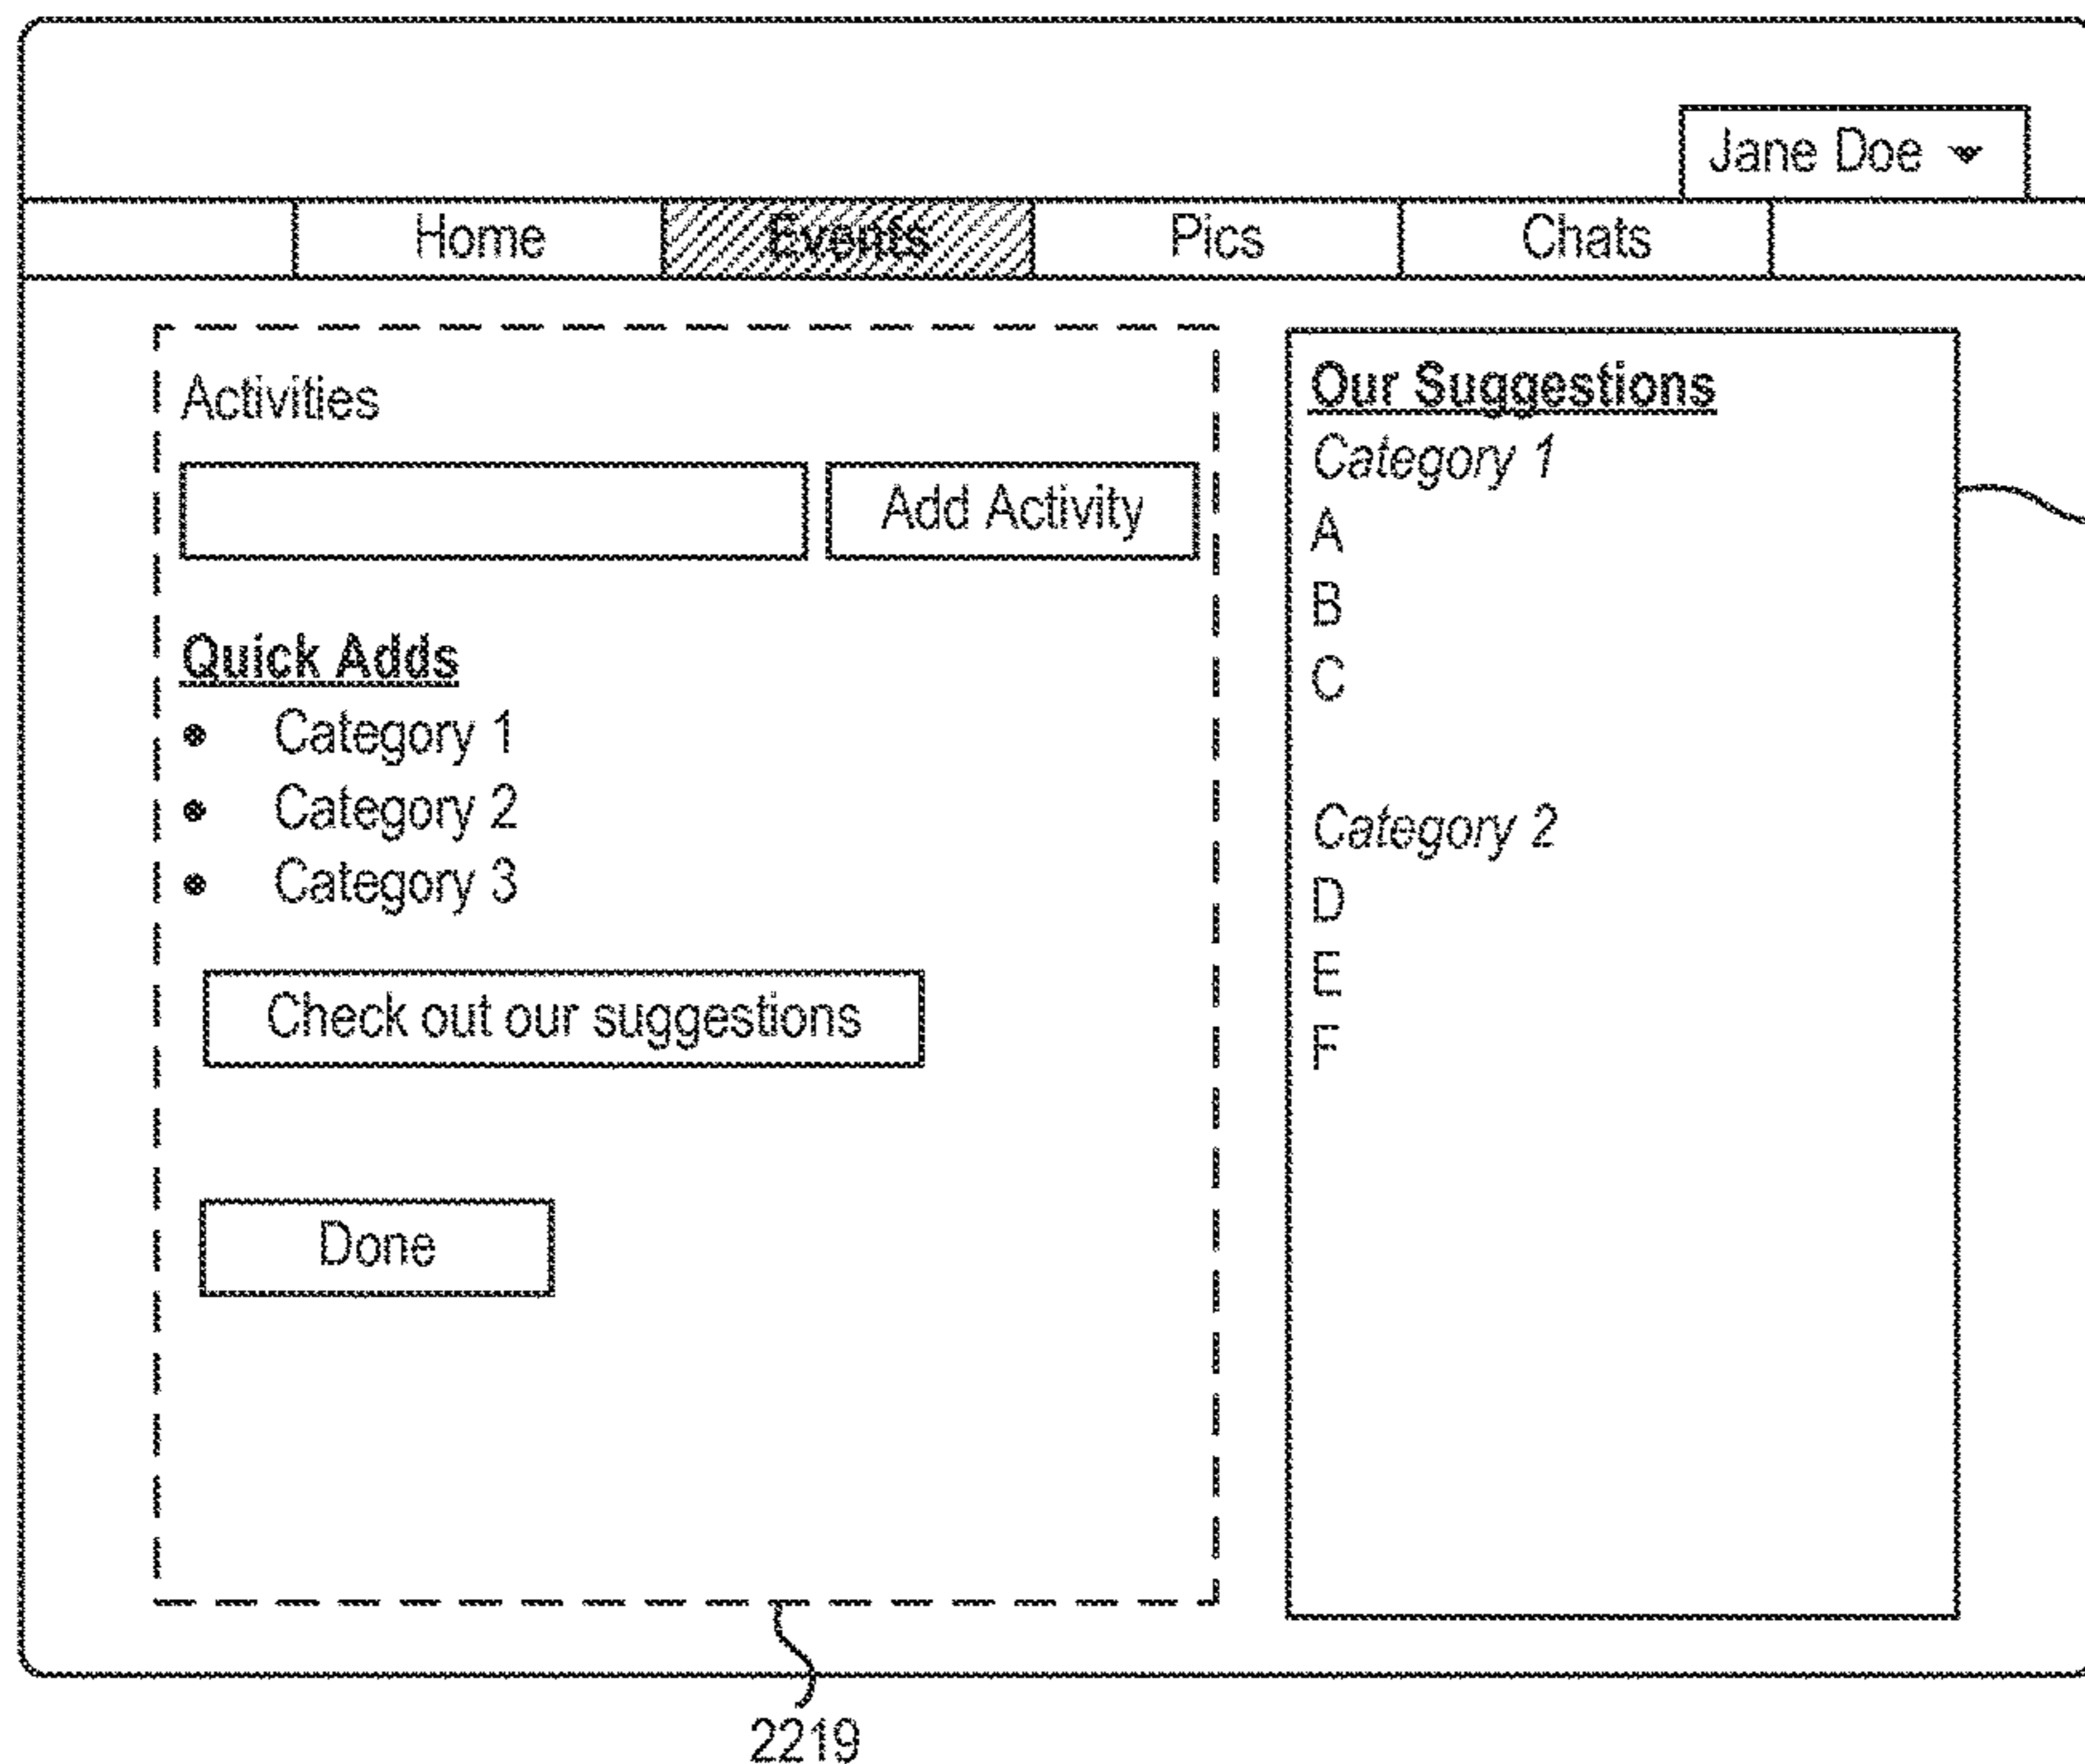 Jane Doe
Home Events Pics Chats
Activities
Add Activity
Quick Adds
• Category 1
• Category 2
• Category 3
Check out our suggestions
Done
Our Suggestions
Category 1
A
B
C
Category 2
D
E
F
2219